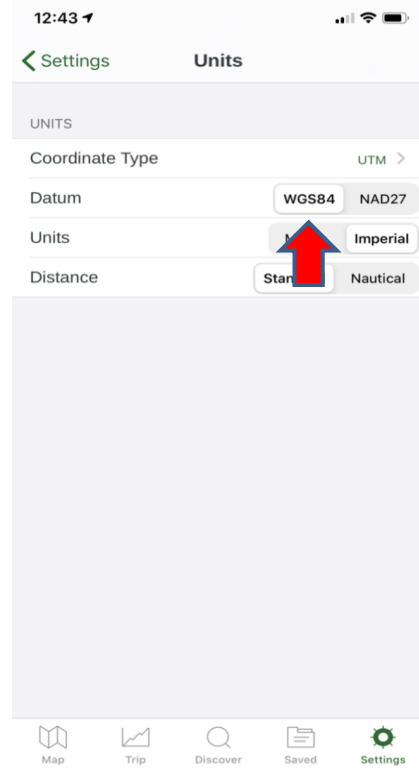 12:43
Settings Units
UNITS
Coordinate Type UTM
Datum WGS84 NAD27
Units Imperial
Distance Nautical
Map Trip Discover Saved Settings